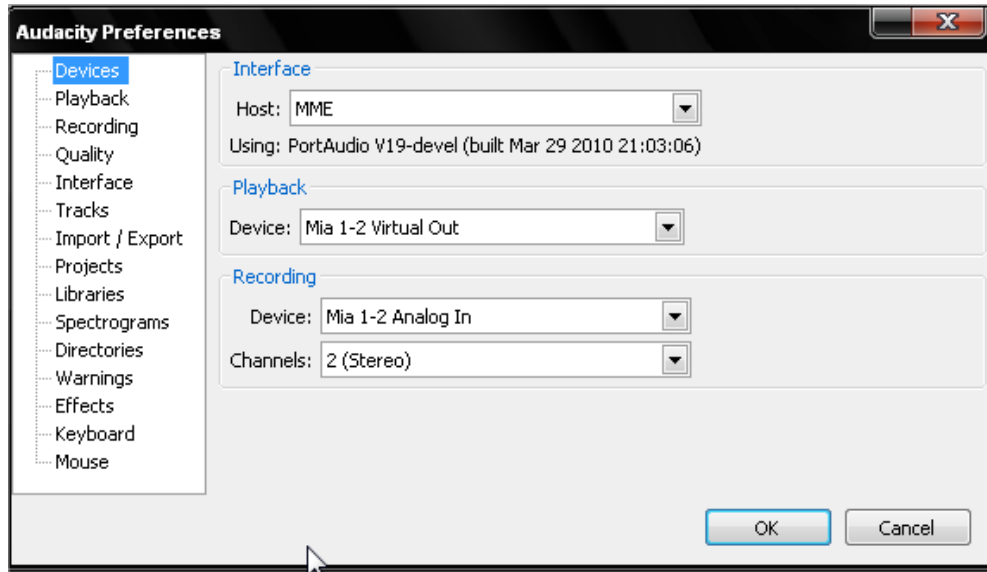 Audacity Preferences
Devices
Playback
Recording
Quality
Interface
Tracks
Import / Export
Projects
Libraries
Spectrograms
Directories
Warnings
Effects
Keyboard
Mouse
Interface
Host: MME
Using: PortAudio V19-devel (built Mar 29 2010 21:03:06)
Playback
Device: Mia 1-2 Virtual Out
Recording
Device: Mia 1-2 Analog In
Channels: 2 (Stereo)
OK
Cancel